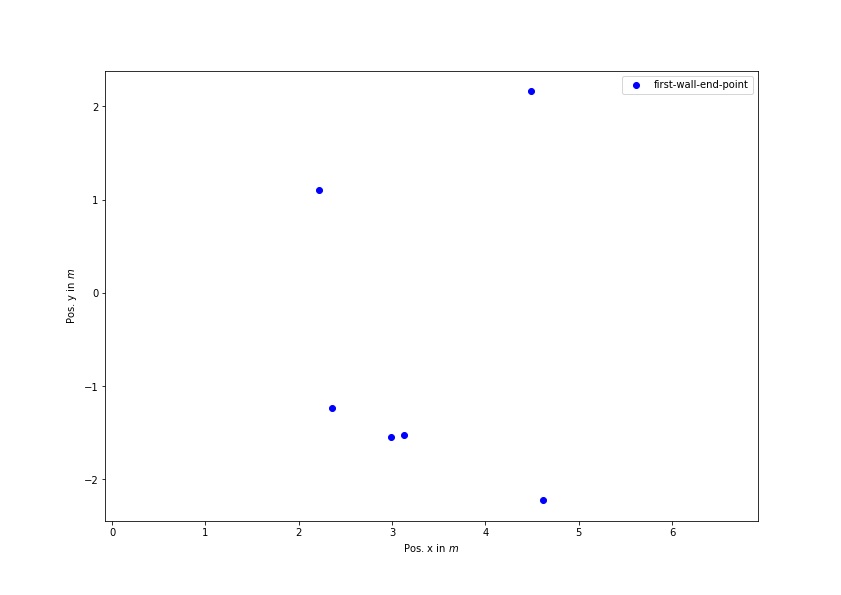 first-wall-end-point
2
1
0
−1
−2
Pos. y in m
0 1 2 3 4 5 6
Pos. x in m